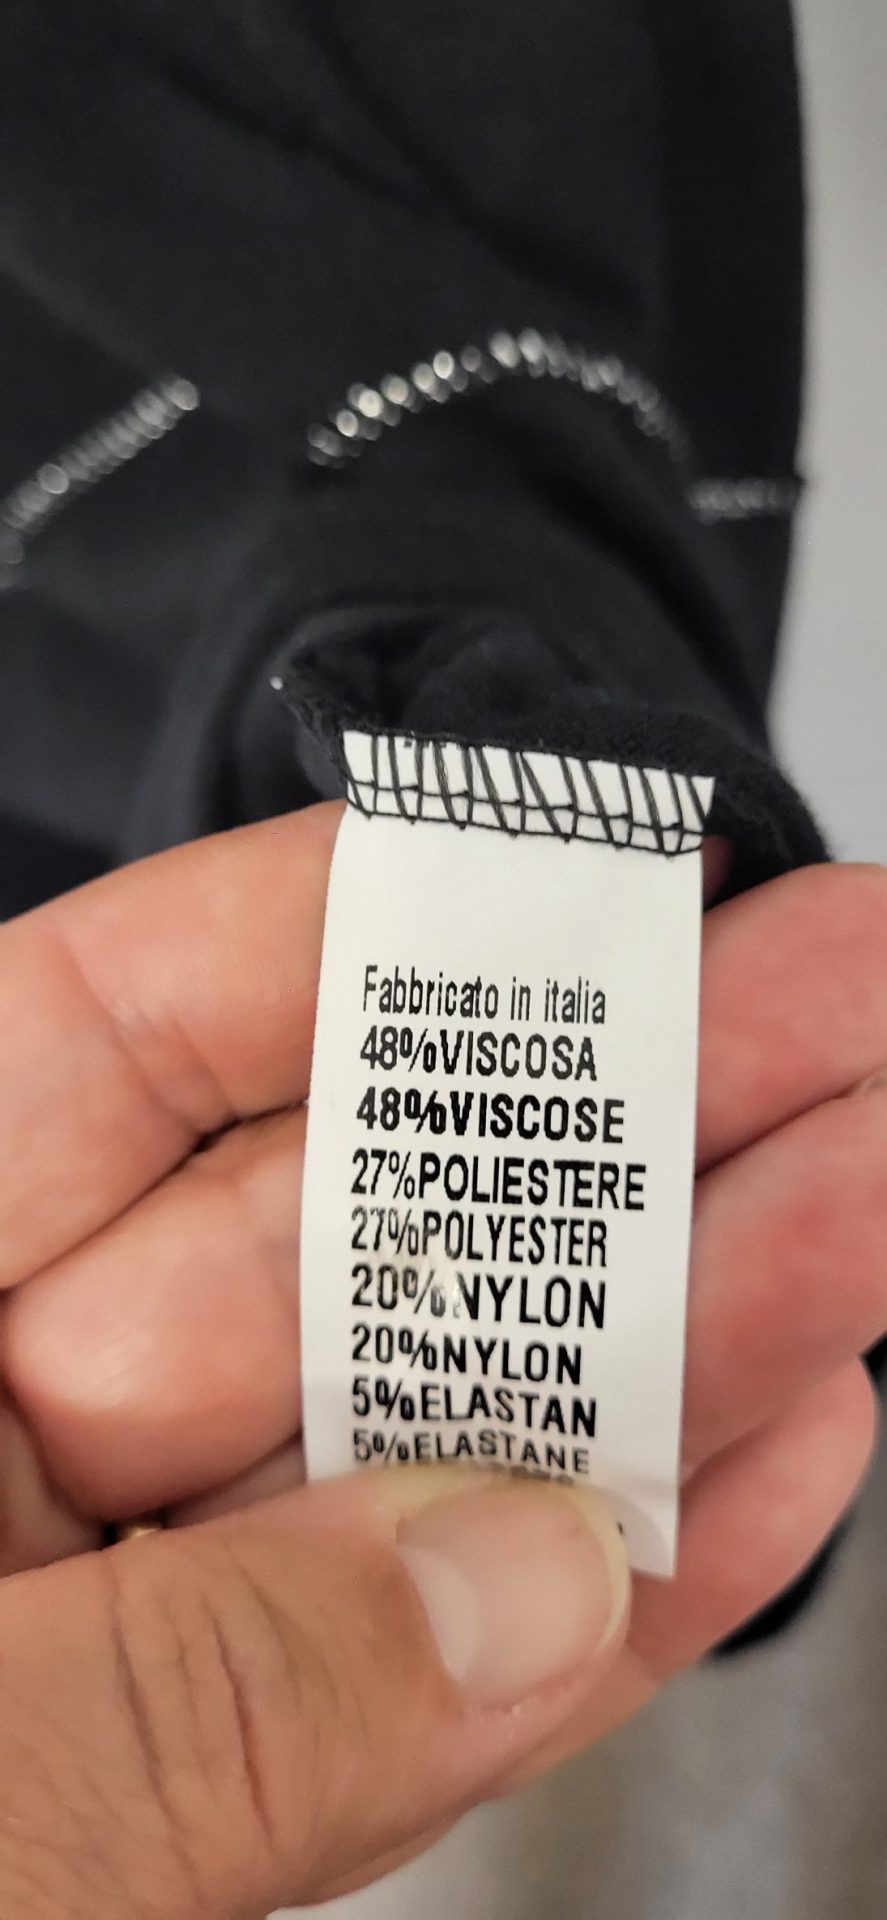 Fabbricato in italia
48%VISCOSA
48%VISCOSE
27%POLIESTERE
27%POLYESTER
20%NYLON
20%NYLON
5%ELASTAN
5%ELASTANE